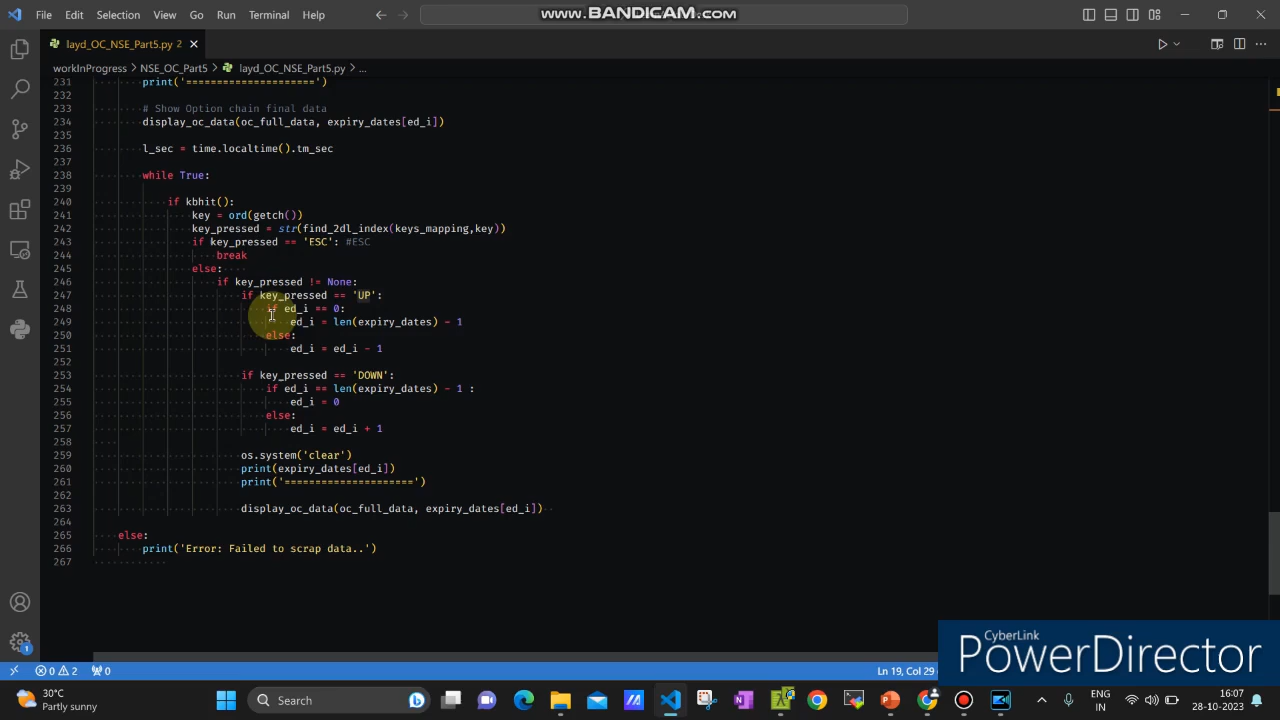 File Edit Selection View Go Run Terminal Help
www.BANDICAM.com
layd_OC_NSE_Part5.py 2
workInProgress > NSE_OC_Part5 > layd_OC_NSE_Part5.py > ...
231 print('=====================')
232
233 # Show Option chain final data
234 display_oc_data(oc_full_data, expiry_dates[ed_i])
235
236 l_sec = time.localtime().tm_sec
237
238 while True:
239
240 if kbhit():
241 key = ord(getch())
242 key_pressed = str(find_2dl_index(keys_mapping,key))
243 if key_pressed == 'ESC': #ESC
244 break
245 else:
246 if key_pressed != None:
247 if key_pressed == 'UP':
248 if ed_i == 0:
249 ed_i = len(expiry_dates) - 1
250 else:
251 ed_i = ed_i - 1
252
253 if key_pressed == 'DOWN':
254 if ed_i == len(expiry_dates) - 1 :
255 ed_i = 0
256 else:
257 ed_i = ed_i + 1
258
259 os.system('clear')
260 print(expiry_dates[ed_i])
261 print('=====================')
262
263 display_oc_data(oc_full_data, expiry_dates[ed_i])
264
265 else:
266 print('Error: Failed to scrap data..')
267
CyberLink
PowerDirector
1
0 2 0
Ln 19, Col 29
30°C
Partly sunny
Search
ENG
IN
16:07
28-10-2023